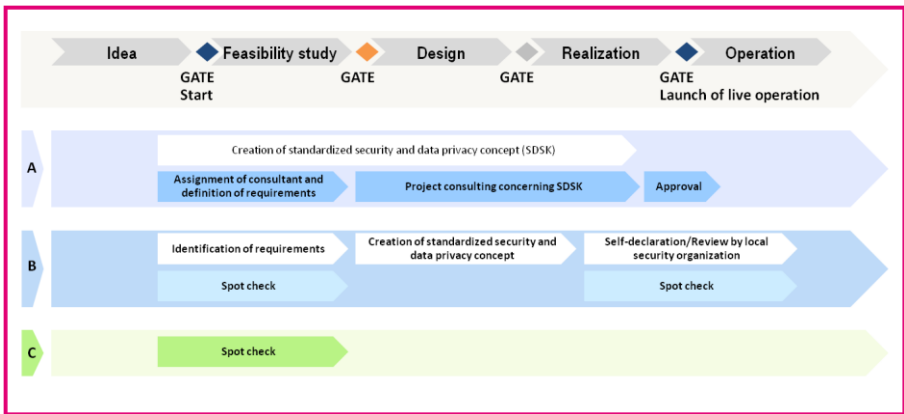 Idea
Feasibility study
Design
Realization
Operation
GATE
Start
GATE
GATE
GATE
Launch of live operation
A
Creation of standardized security and data privacy concept (SDSK)
Assignment of consultant and
definition of requirements
Project consulting concerning SDSK
Approval
B
Identification of requirements
Creation of standardized security and
data privacy concept
Self-declaration/Review by local
security organization
Spot check
Spot check
C
Spot check